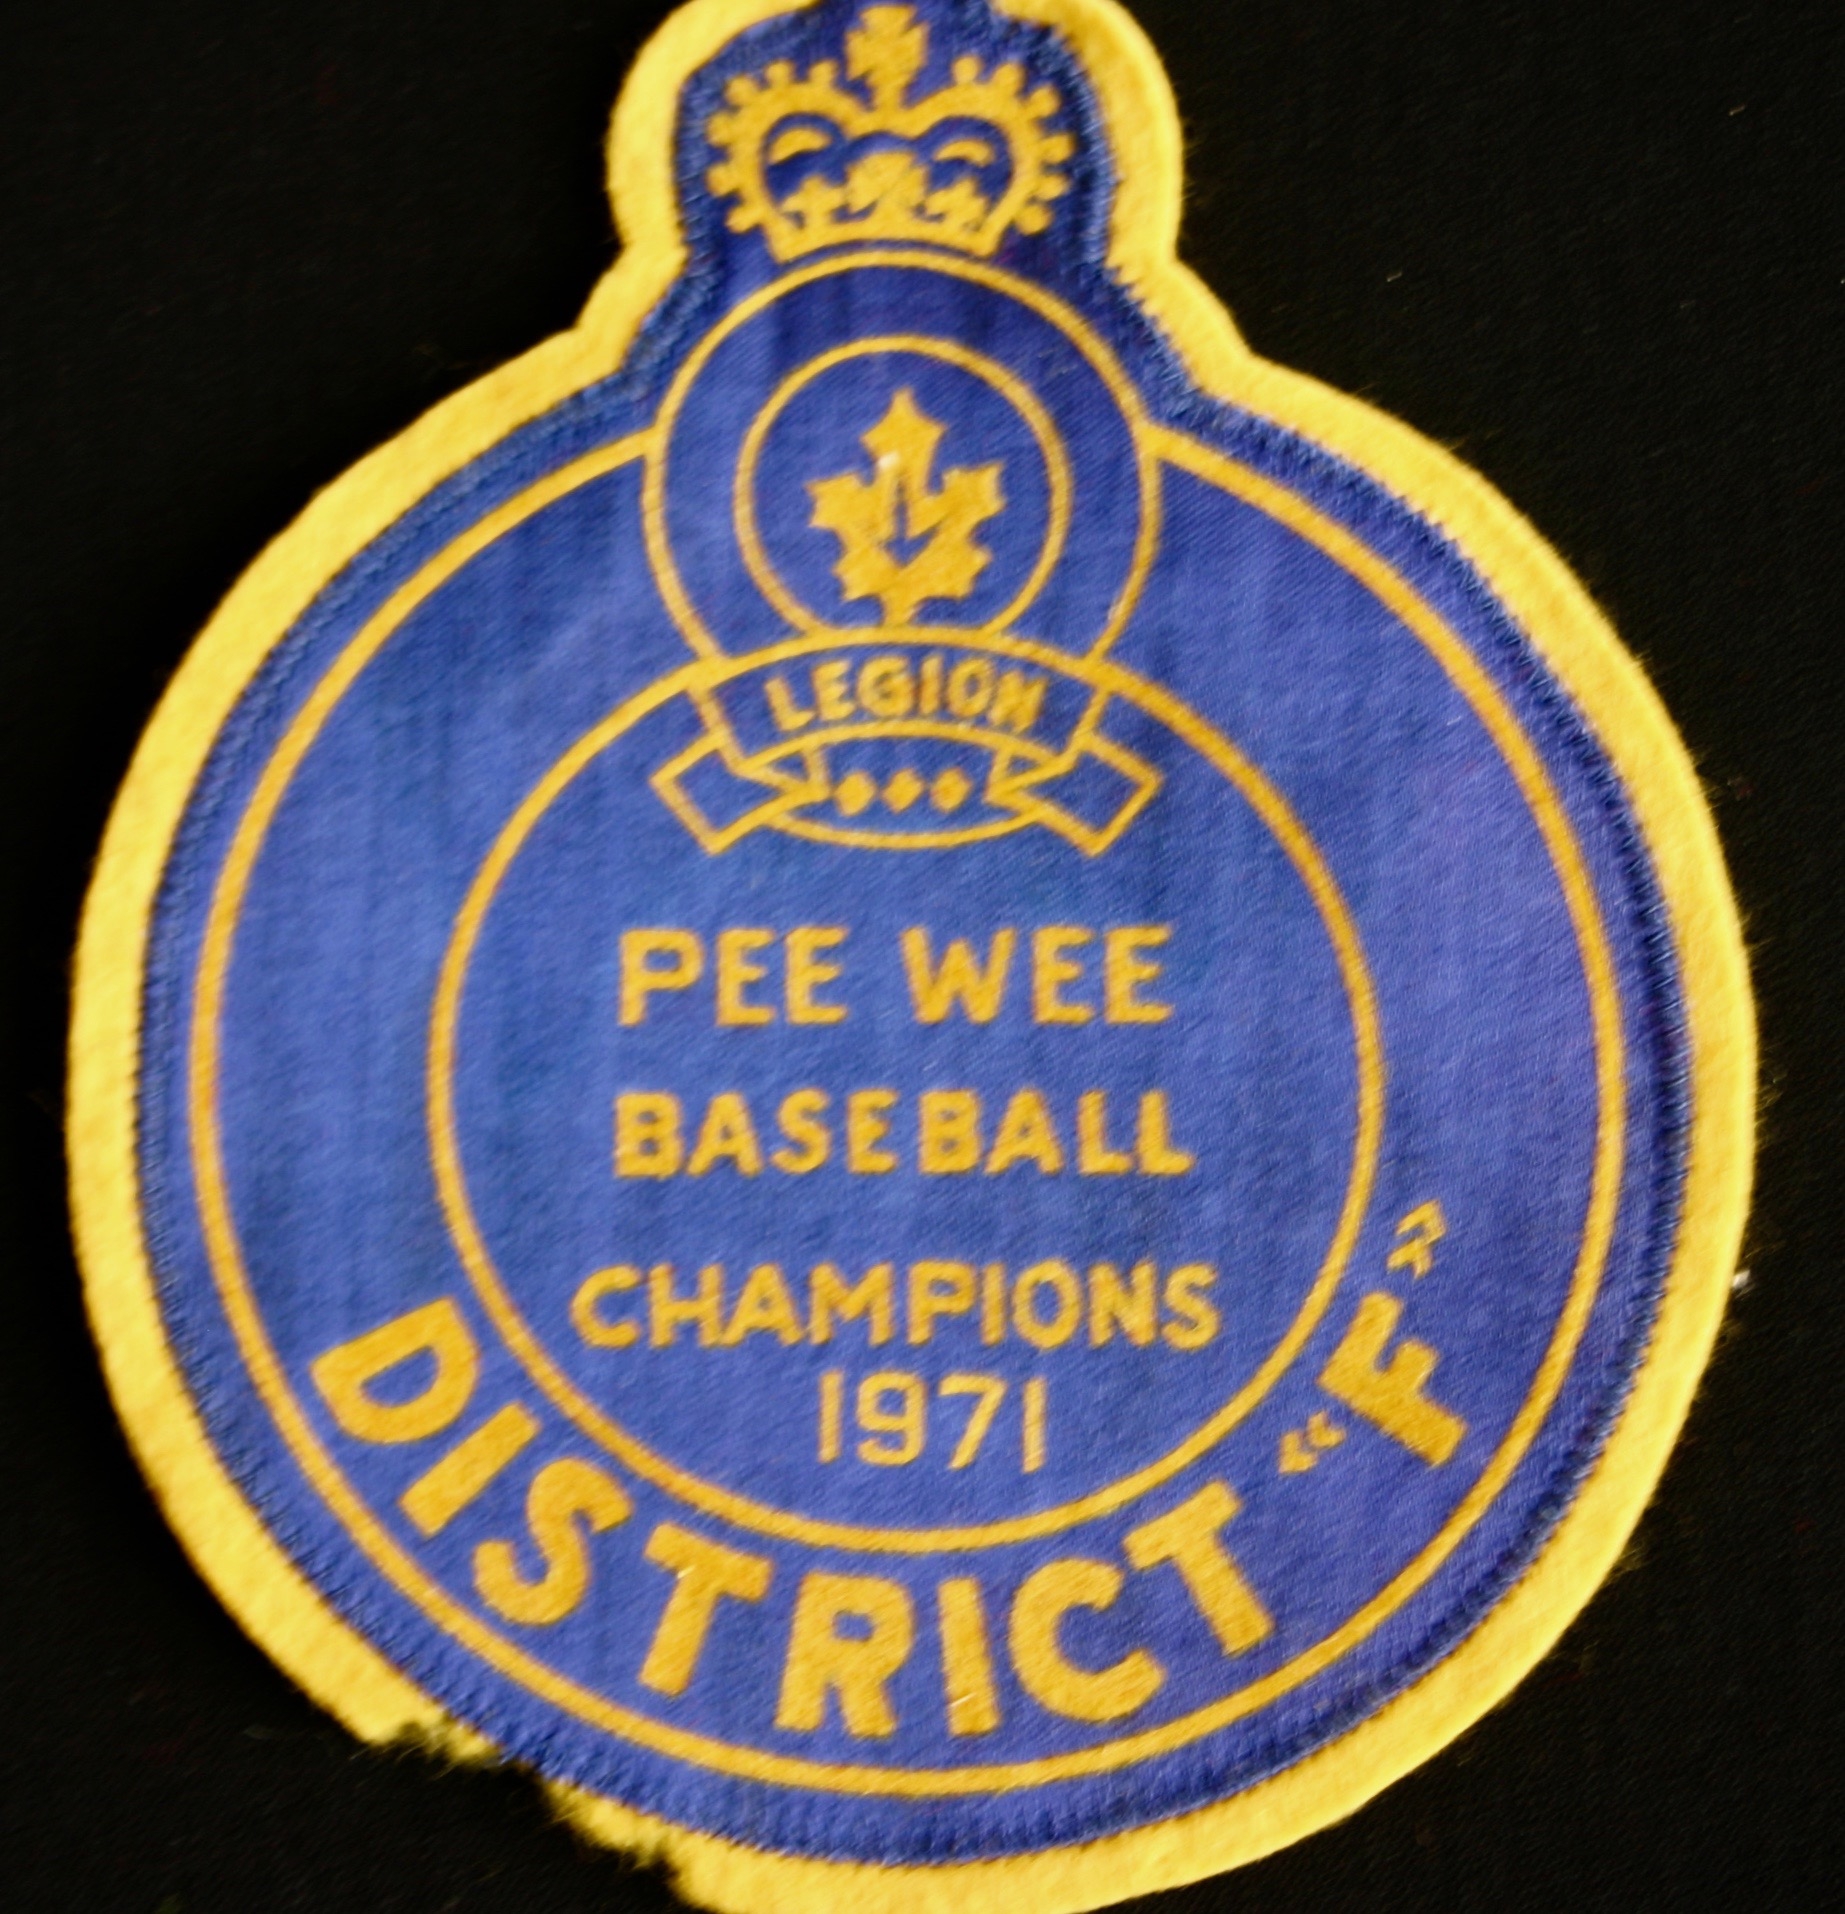 LEGION
PEE WEE
BASEBALL
CHAMPIONS
1971
DISTRICT "F"